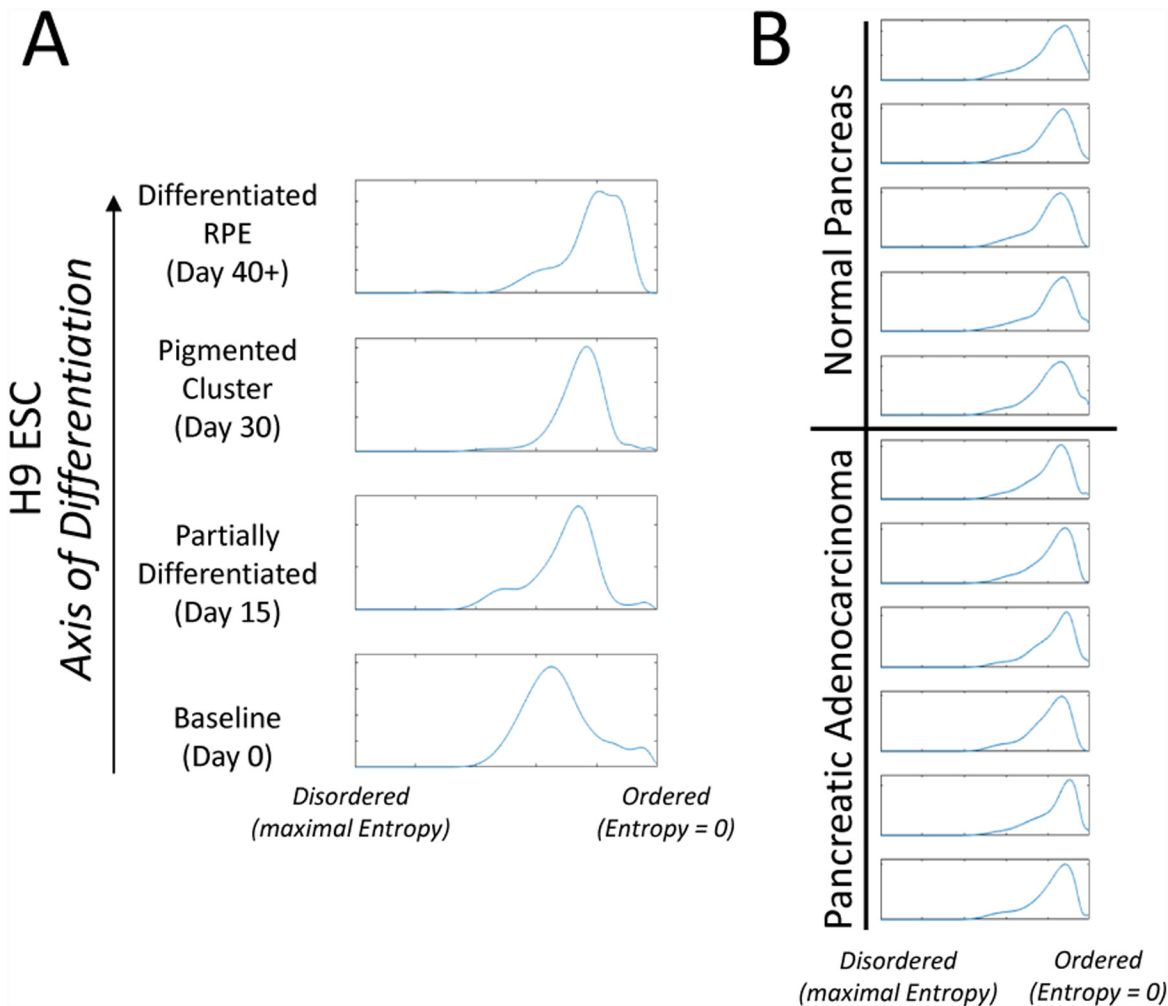 A
H9 ESC
Axis of Differentiation
Differentiated
RPE
(Day 40+)
Pigmented
Cluster
(Day 30)
Partially
Differentiated
(Day 15)
Baseline
(Day 0)
Disordered
(maximal Entropy)
Ordered
(Entropy = 0)
B
Normal Pancreas
Pancreatic Adenocarcinoma
Disordered
(maximal Entropy)
Ordered
(Entropy = 0)